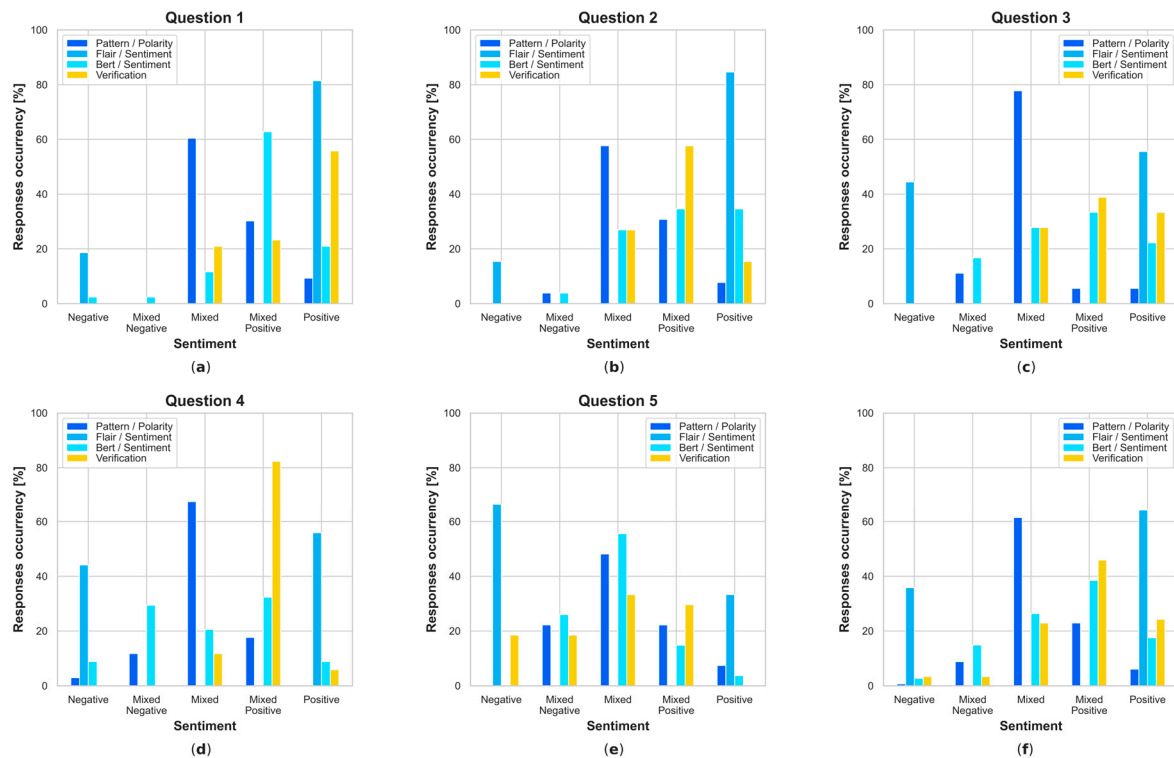 Question 1
100
80
60
40
20
0
Responses occurrency [%]
Pattern / Polarity
Flair / Sentiment
Bert / Sentiment
Verification
Negative
Mixed
Negative
Mixed
Mixed
Positive
Positive
Sentiment
(a)
Question 2
100
80
60
40
20
0
Responses occurrency [%]
Pattern / Polarity
Flair / Sentiment
Bert / Sentiment
Verification
Negative
Mixed
Negative
Mixed
Mixed
Positive
Positive
Sentiment
(b)
Question 3
100
80
60
40
20
0
Responses occurrency [%]
Pattern / Polarity
Flair / Sentiment
Bert / Sentiment
Verification
Negative
Mixed
Negative
Mixed
Mixed
Positive
Positive
Sentiment
(c)
Question 4
100
80
60
40
20
0
Responses occurrency [%]
Pattern / Polarity
Flair / Sentiment
Bert / Sentiment
Verification
Negative
Mixed
Negative
Mixed
Mixed
Positive
Positive
Sentiment
(d)
Question 5
100
80
60
40
20
0
Responses occurrency [%]
Pattern / Polarity
Flair / Sentiment
Bert / Sentiment
Verification
Negative
Mixed
Negative
Mixed
Mixed
Positive
Positive
Sentiment
(e)
100
80
60
40
20
0
Responses occurrency [%]
Pattern / Polarity
Flair / Sentiment
Bert / Sentiment
Verification
Negative
Mixed
Negative
Mixed
Mixed
Positive
Positive
Sentiment
(f)